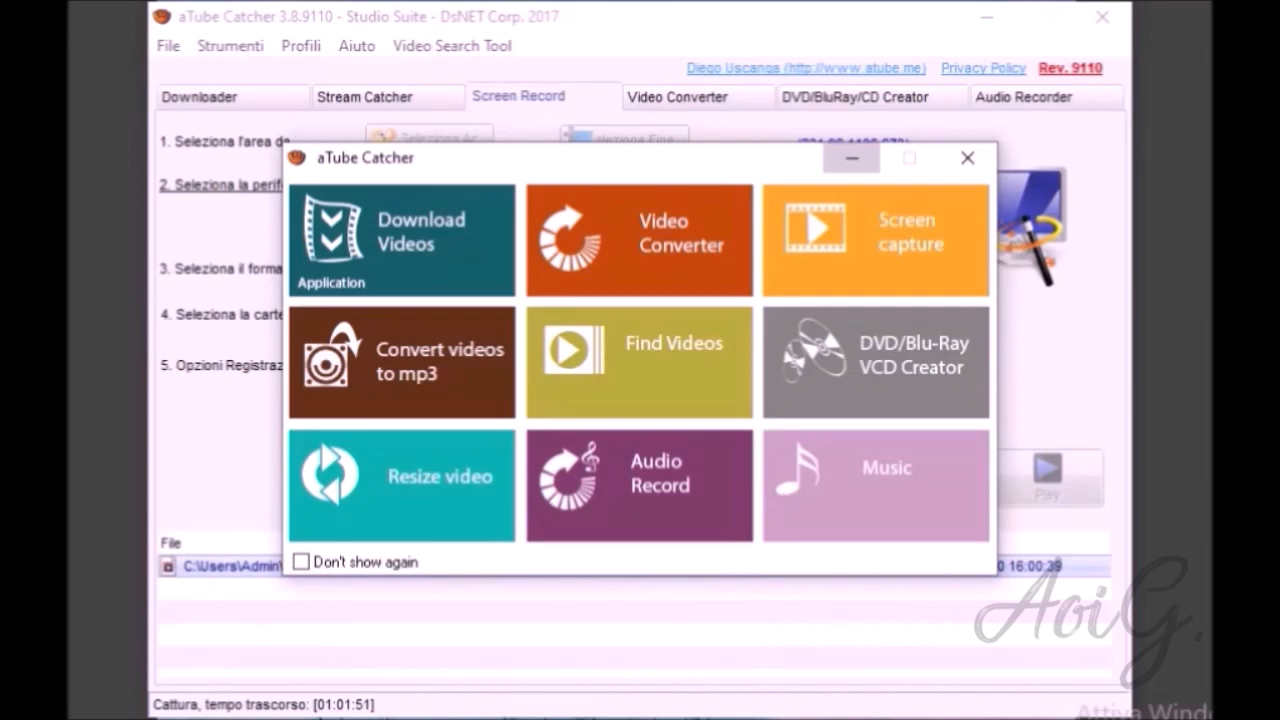 aTube Catcher 3.8.9110 - Studio Suite - DsNET Corp. 2017
File Strumenti Profili Aiuto Video Search Tool
Diego Uscanga (http://www.atube.me) Privacy Policy Rev. 9110
Downloader Stream Catcher Screen Record Video Converter DVD/BluRay/CD Creator Audio Recorder
1. Seleziona l'area de
2. Seleziona la perif
3. Seleziona il forma
4. Seleziona la carte
5. Opzioni Registraz
aTube Catcher
Download
Videos
Application
Video
Converter
Screen
capture
Convert videos
to mp3
Find Videos
DVD/Blu-Ray
VCD Creator
Resize video
Audio
Record
Music
Don't show again
Play
File
C:\Users\Admin\
16:00:39
AoiG.
Cattura, tempo trascorso: [01:01:51]
Attiva Wind